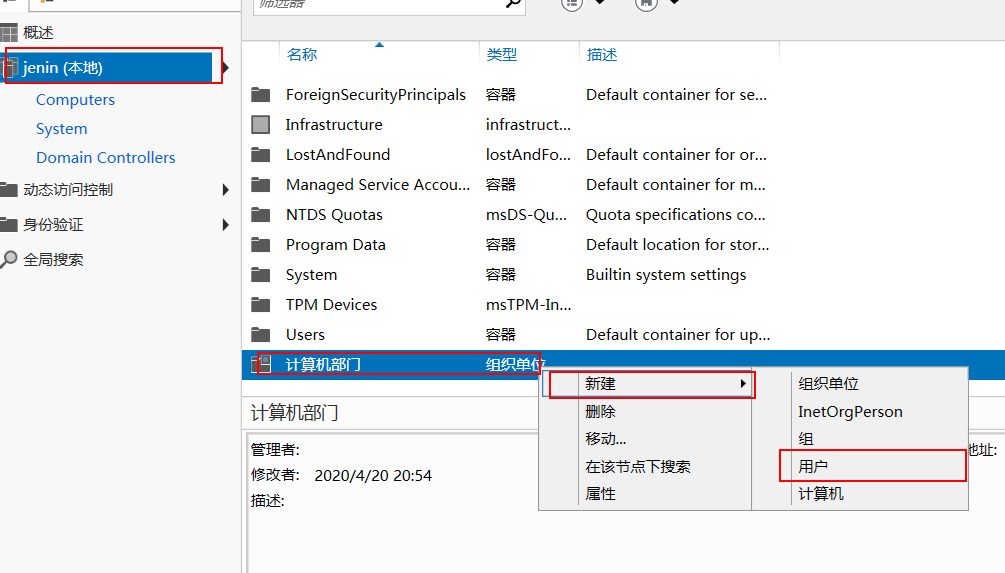 筛选器
概述
jenin (本地)
Computers
System
Domain Controllers
动态访问控制
身份验证
全局搜索
名称 类型 描述
ForeignSecurityPrincipals 容器 Default container for se...
Infrastructure infrastruct...
LostAndFound lostAndFo... Default container for or...
Managed Service Accou... 容器 Default container for m...
NTDS Quotas msDS-Qu... Quota specifications co...
Program Data 容器 Default location for stor...
System 容器 Builtin system settings
TPM Devices msTPM-In...
Users 容器 Default container for up...
计算机部门 组织单位
新建
删除
移动...
在该节点下搜索
属性
组织单位
InetOrgPerson
组
用户
计算机
计算机部门
管理者:
地址:
修改者: 2020/4/20 20:54
描述: